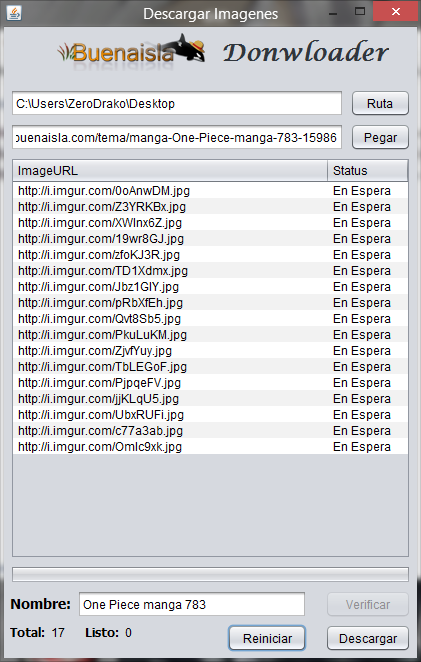 Descargar Imagenes
Buenaisla Donwloader
C:\Users\ZeroDrako\Desktop Ruta
buenaisla.com/tema/manga-One-Piece-manga-783-15986 Pegar
ImageURL Status
http://i.imgur.com/0oAnwDM.jpg En Espera
http://i.imgur.com/Z3YRKBx.jpg En Espera
http://i.imgur.com/XWlnx6Z.jpg En Espera
http://i.imgur.com/19wr8GJ.jpg En Espera
http://i.imgur.com/zfoKJ3R.jpg En Espera
http://i.imgur.com/TD1Xdmx.jpg En Espera
http://i.imgur.com/Jbz1GlY.jpg En Espera
http://i.imgur.com/pRbXfEh.jpg En Espera
http://i.imgur.com/Qvt8Sb5.jpg En Espera
http://i.imgur.com/PkuLuKM.jpg En Espera
http://i.imgur.com/ZjvfYuy.jpg En Espera
http://i.imgur.com/TbLEGoF.jpg En Espera
http://i.imgur.com/PjpqeFV.jpg En Espera
http://i.imgur.com/jjKLqU5.jpg En Espera
http://i.imgur.com/UbxRUFi.jpg En Espera
http://i.imgur.com/c77a3ab.jpg En Espera
http://i.imgur.com/OmIc9xk.jpg En Espera
Nombre: One Piece manga 783 Verificar
Total: 17 Listo: 0 Reiniciar Descargar